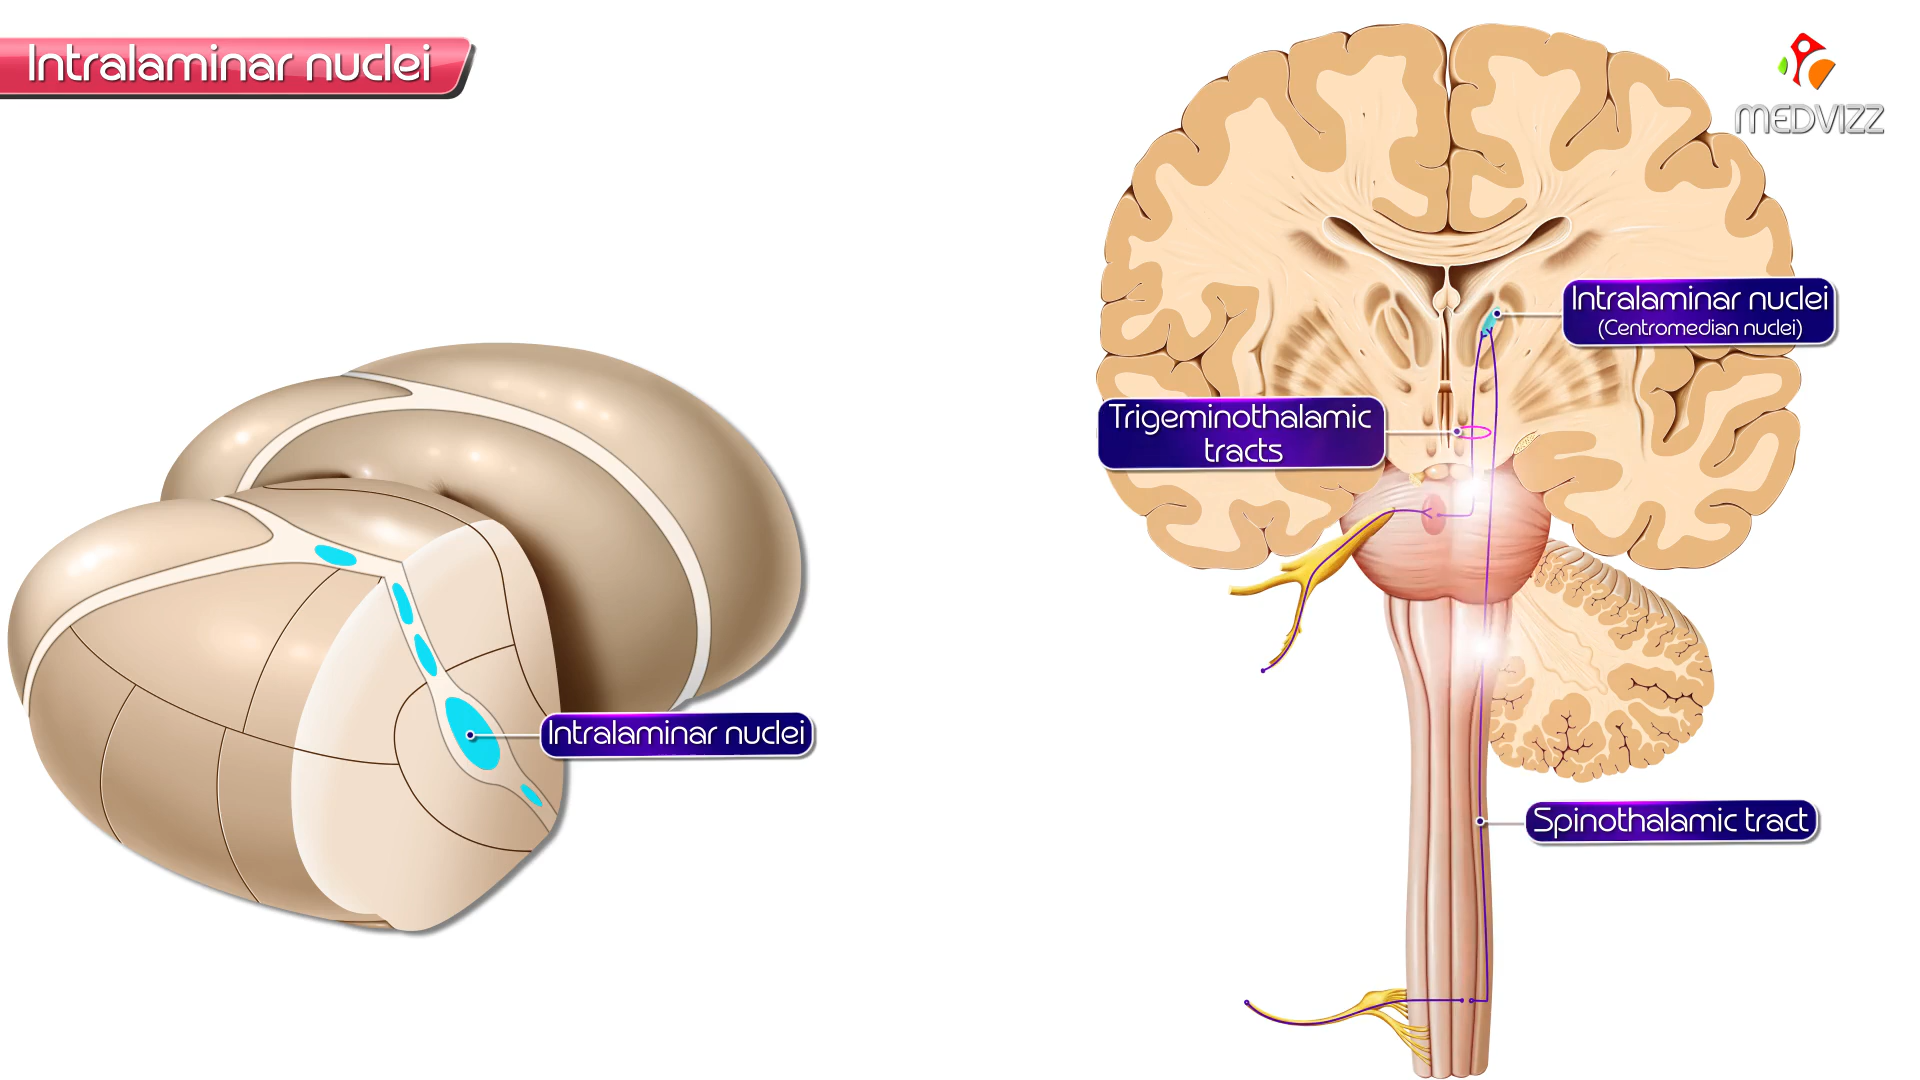 Intralaminar nuclei
MEDVIZZ
Intralaminar nuclei
(Centromedian nuclei)
Trigeminothalamic
tracts
Intralaminar nuclei
Spinothalamic tract